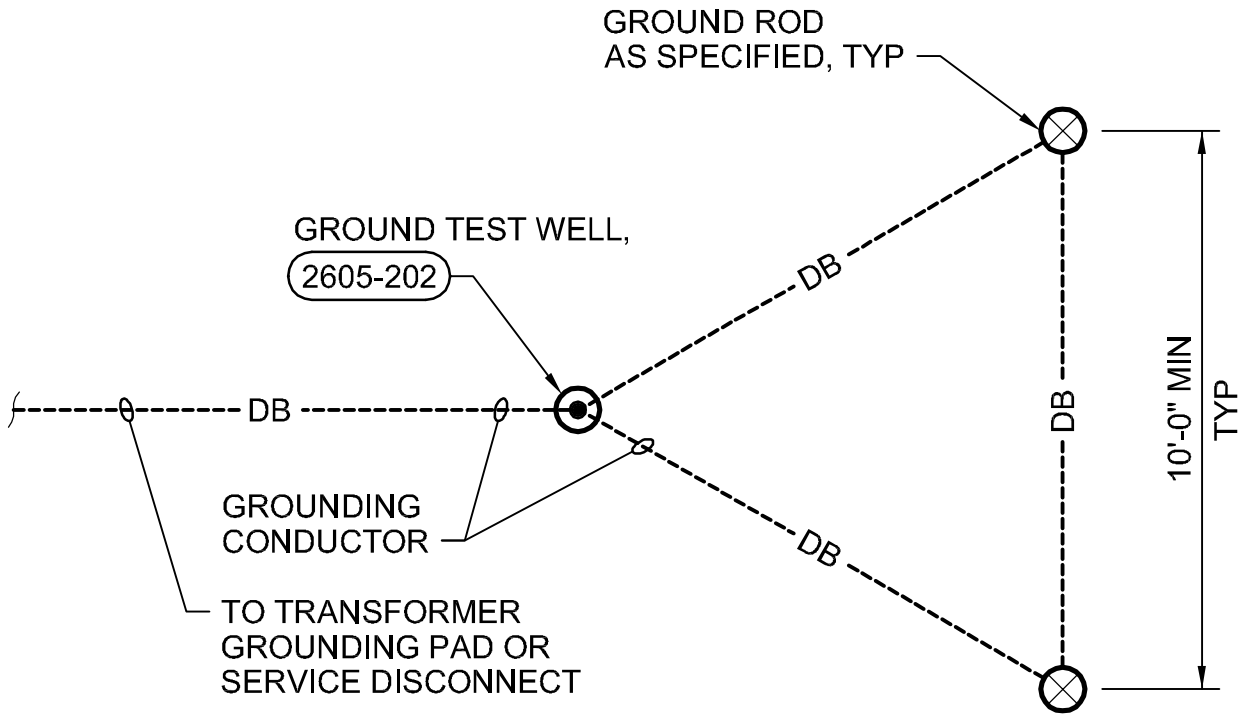 GROUND ROD
AS SPECIFIED, TYP
GROUND TEST WELL,
2605-202
DB
DB
DB
DB
10'-0" MIN
TYP
GROUNDING
CONDUCTOR
TO TRANSFORMER
GROUNDING PAD OR
SERVICE DISCONNECT